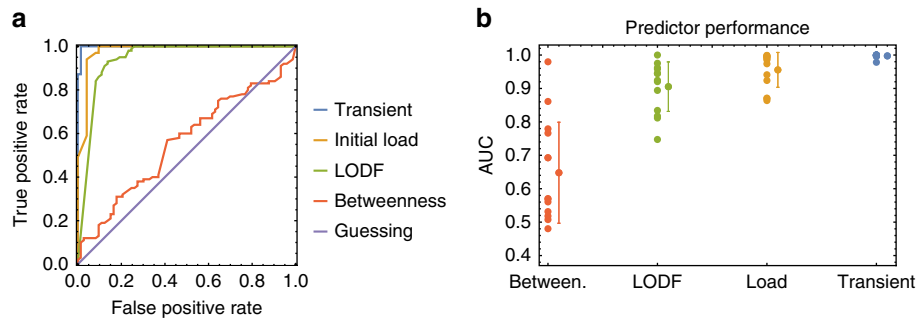 a
True positive rate
1.0
0.8
0.6
0.4
0.2
0.0
0.0 0.2 0.4 0.6 0.8 1.0
False positive rate
Transient
Initial load
LODF
Betweenness
Guessing
b
Predictor performance
AUC
1.0
0.9
0.8
0.7
0.6
0.5
0.4
Between. LODF Load Transient